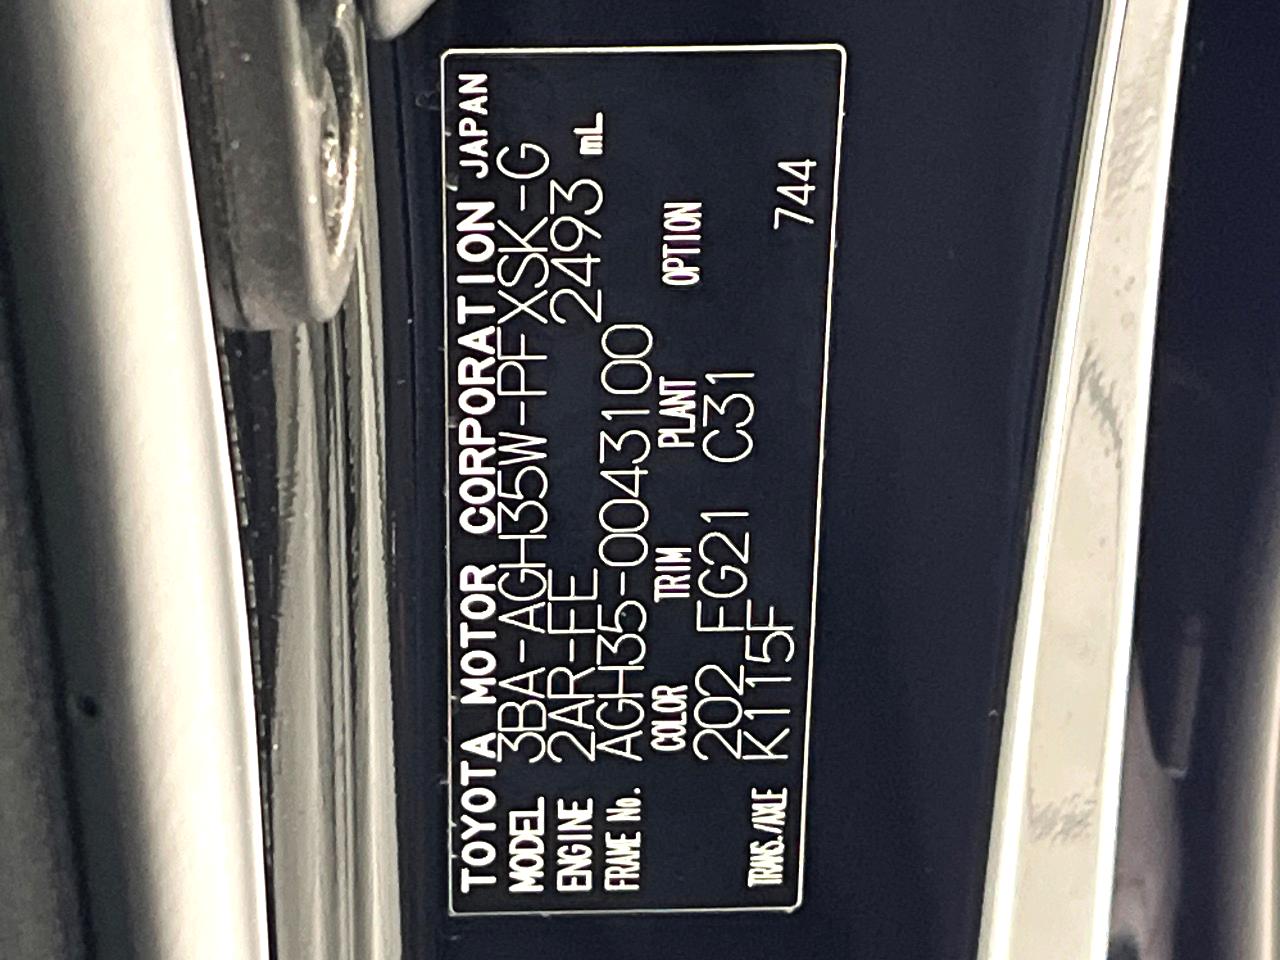 TOYOTA MOTOR CORPORATION JAPAN
MODEL 3BA-AGH35W-PFXSK-G
ENGINE 2AR-FE 2493 mL
FRAME No. AGH35-0043100
COLOR TRIM PLANT OPTION
202 FG21 C31
TRANS./AXLE K115F 744